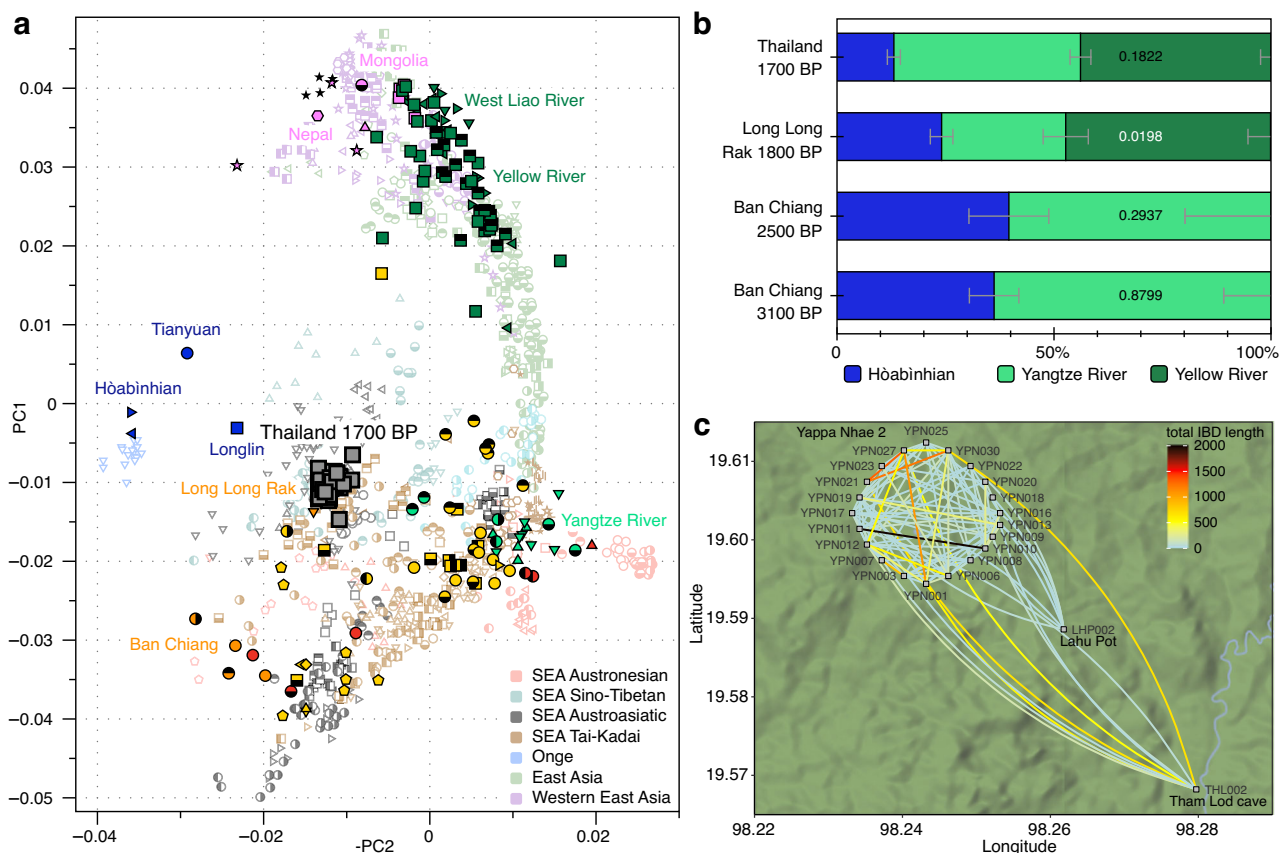 a
PC1
0.04
0.03
0.02
0.01
0
−0.01
−0.02
−0.03
−0.04
−0.05
−0.04
−0.02
0
0.02
-PC2
Mongolia
West Liao River
Nepal
Yellow River
Tianyuan
Hòabìnhian
Longlin
Thailand 1700 BP
Long Long Rak
Yangtze River
Ban Chiang
SEA Austronesian
SEA Sino-Tibetan
SEA Austroasiatic
SEA Tai-Kadai
Onge
East Asia
Western East Asia
b
Thailand
1700 BP
0.1822
Long Long
Rak 1800 BP
0.0198
Ban Chiang
2500 BP
0.2937
Ban Chiang
3100 BP
0.8799
0
50%
100%
Hòabìnhian
Yangtze River
Yellow River
c
Latitude
19.61
19.60
19.59
19.58
19.57
98.22
98.24
98.26
98.28
Longitude
Yappa Nhae 2
YPN025
YPN027
YPN030
YPN023
YPN022
YPN021
YPN020
YPN019
YPN018
YPN017
YPN016
YPN011
YPN013
YPN009
YPN012
YPN010
YPN007
YPN008
YPN003
YPN006
YPN001
LHP002
Lahu Pot
THL002
Tham Lod cave
total IBD length
2000
1500
1000
500
0